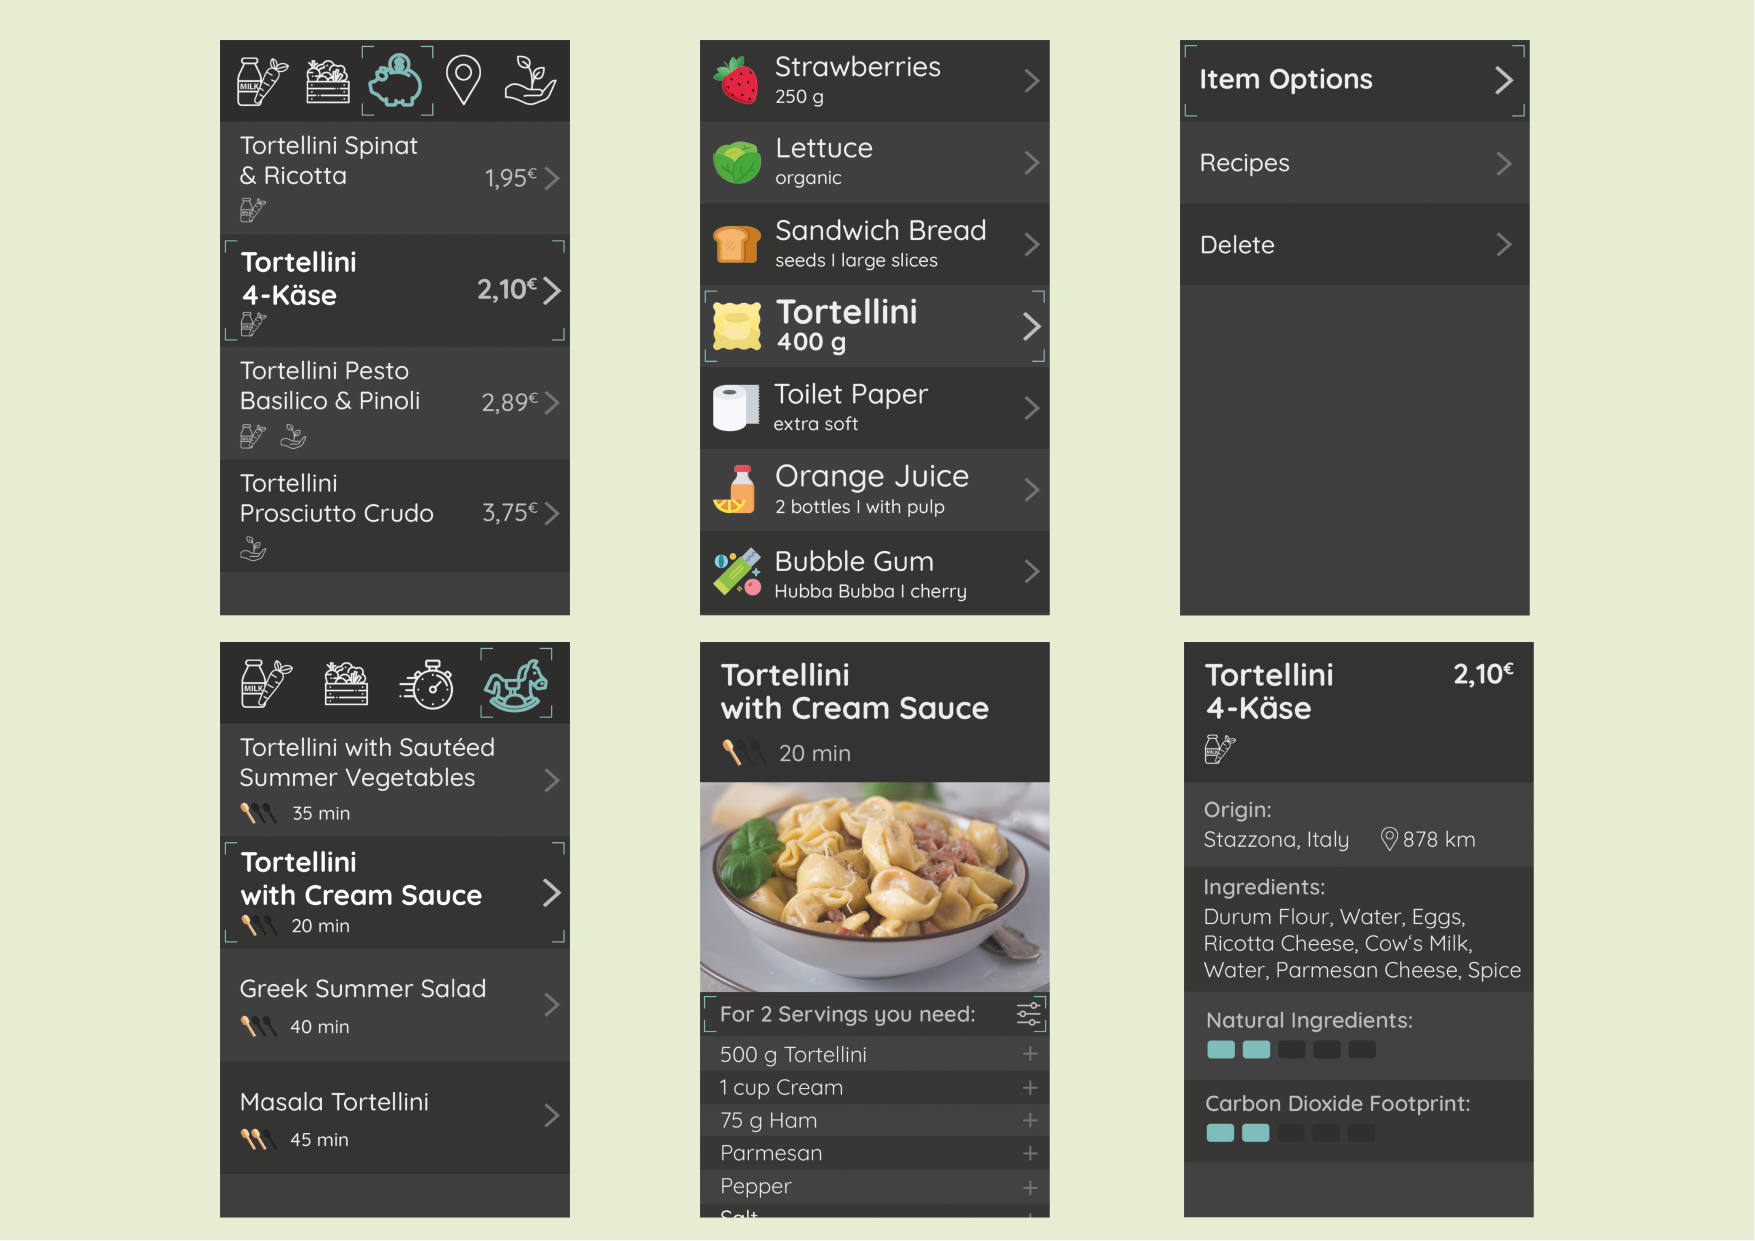 MILK
Tortellini Spinat
& Ricotta
1,95€
Tortellini
4-Käse
2,10€
Tortellini Pesto
Basilico & Pinoli
2,89€
Tortellini
Prosciutto Crudo
3,75€
Strawberries
250 g
Lettuce
organic
Sandwich Bread
seeds I large slices
Tortellini
400 g
Toilet Paper
extra soft
Orange Juice
2 bottles I with pulp
Bubble Gum
Hubba Bubba I cherry
Item Options
Recipes
Delete
MILK
Tortellini with Sautéed
Summer Vegetables
35 min
Tortellini
with Cream Sauce
20 min
Greek Summer Salad
40 min
Masala Tortellini
45 min
Tortellini
with Cream Sauce
20 min
For 2 Servings you need:
500 g Tortellini
1 cup Cream
75 g Ham
Parmesan
Pepper
Salt
Tortellini
4-Käse
2,10€
MILK
Origin:
Stazzona, Italy 878 km
Ingredients:
Durum Flour, Water, Eggs,
Ricotta Cheese, Cow‘s Milk,
Water, Parmesan Cheese, Spice
Natural Ingredients:
Carbon Dioxide Footprint: